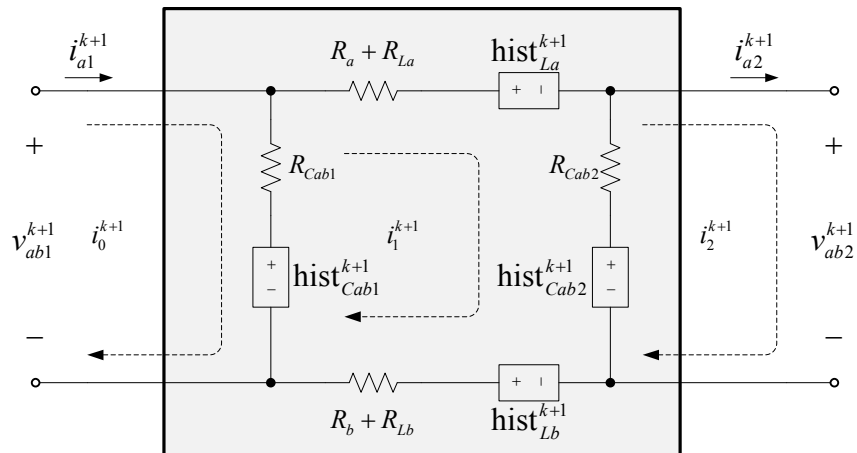 i_{a1}^{k+1}
R_a + R_{La}
hist_{La}^{k+1}
i_{a2}^{k+1}
+ −
+
R_{Cab1}
R_{Cab2}
+
v_{ab1}^{k+1}
i_0^{k+1}
+
−
hist_{Cab1}^{k+1}
i_1^{k+1}
hist_{Cab2}^{k+1}
+
−
i_2^{k+1}
v_{ab2}^{k+1}
−
−
R_b + R_{Lb}
+ −
hist_{Lb}^{k+1}